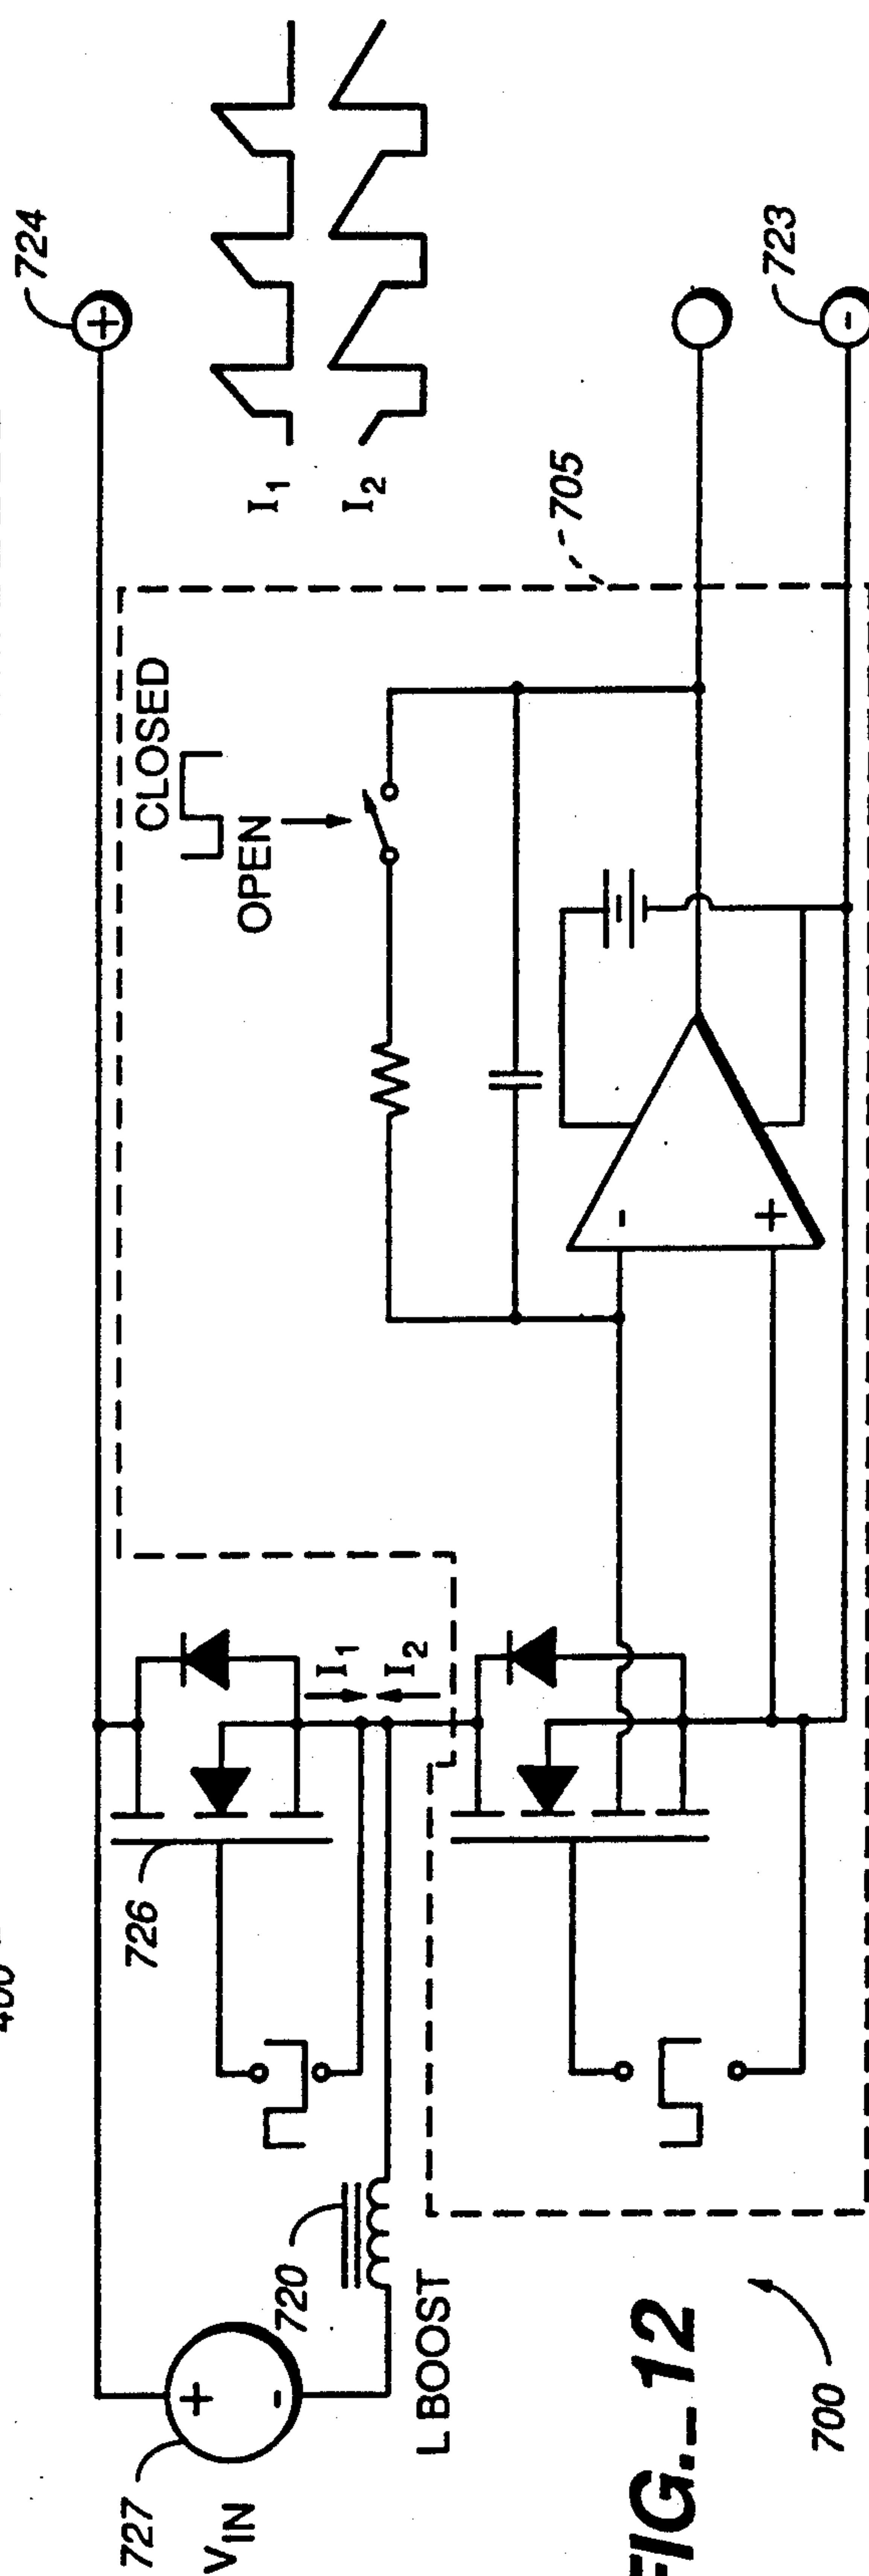 724
I1
I2
723
705
CLOSED
OPEN
-
+
I1
I2
726
720
L BOOST
+
-
727
VIN
FIG._12
700